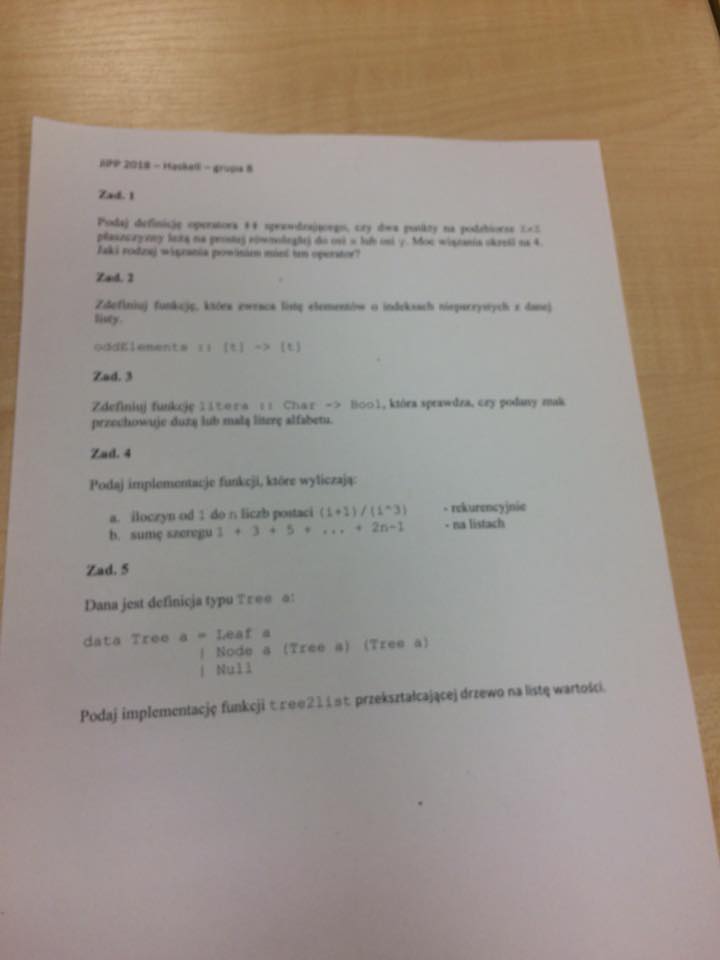 JiPP 2018 – Haskell – grupa B
Zad. 1
Podaj definicję operatora ## sprawdzającego, czy dwa punkty na podzbiorze
płaszczyzny leżą na prostej równoległej do osi x lub osi y. Moc wiązania określ na 4.
Jaki rodzaj wiązania powinien mieć ten operator?
Zad. 2
Zdefiniuj funkcję, która zwraca listę elementów o indeksach nieparzystych z danej
listy.
oddElements :: [t] -> [t]
Zad. 3
Zdefiniuj funkcję litera :: Char -> Bool, która sprawdza, czy podany znak
przechowuje dużą lub małą literę alfabetu.
Zad. 4
Podaj implementacje funkcji, które wyliczają:
a. iloczyn od 1 do n liczb postaci (i+1)/(i^3) - rekurencyjnie
b. sumę szeregu 1 + 3 + 5 + ... + 2n-1 - na listach
Zad. 5
Dana jest definicja typu Tree a:
data Tree a = Leaf a
| Node a (Tree a) (Tree a)
| Null
Podaj implementację funkcji tree2list przekształcającej drzewo na listę wartości.